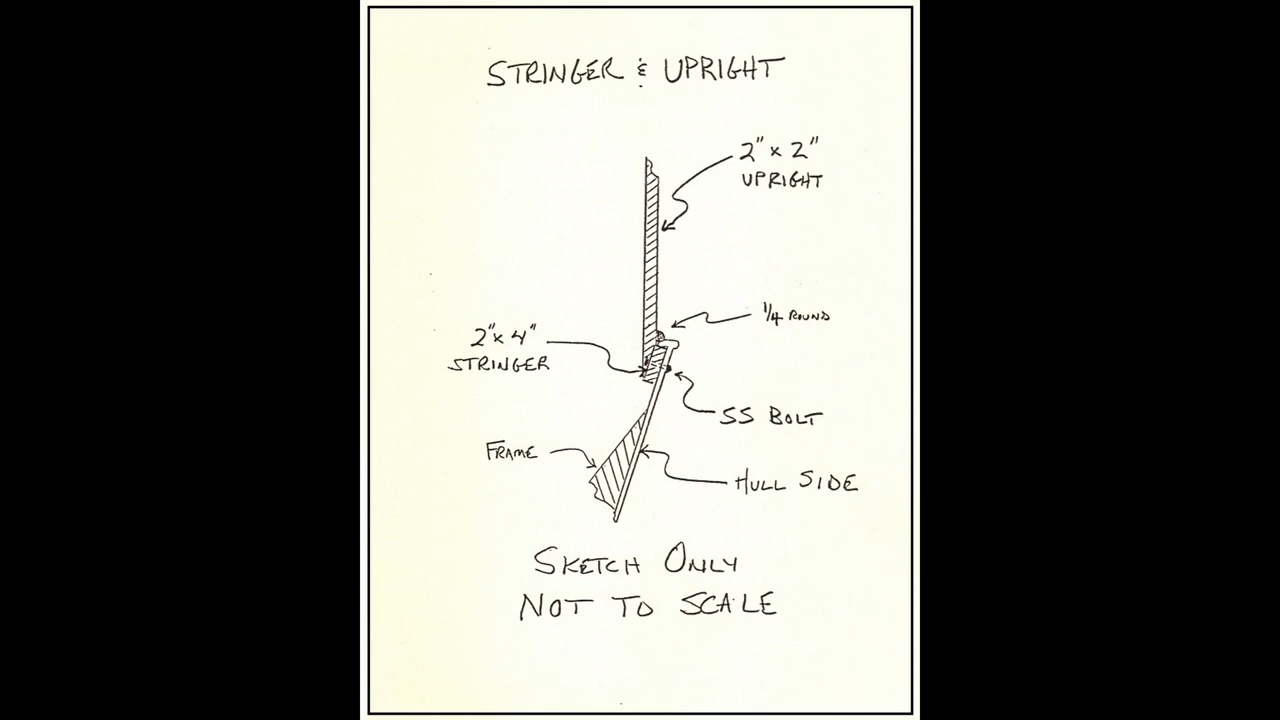 STRINGER & UPRIGHT
2" x 2"
UPRIGHT
1/4 ROUND
2" x 4"
STRINGER
SS BOLT
FRAME
HULL SIDE
SKETCH ONLY
NOT TO SCALE